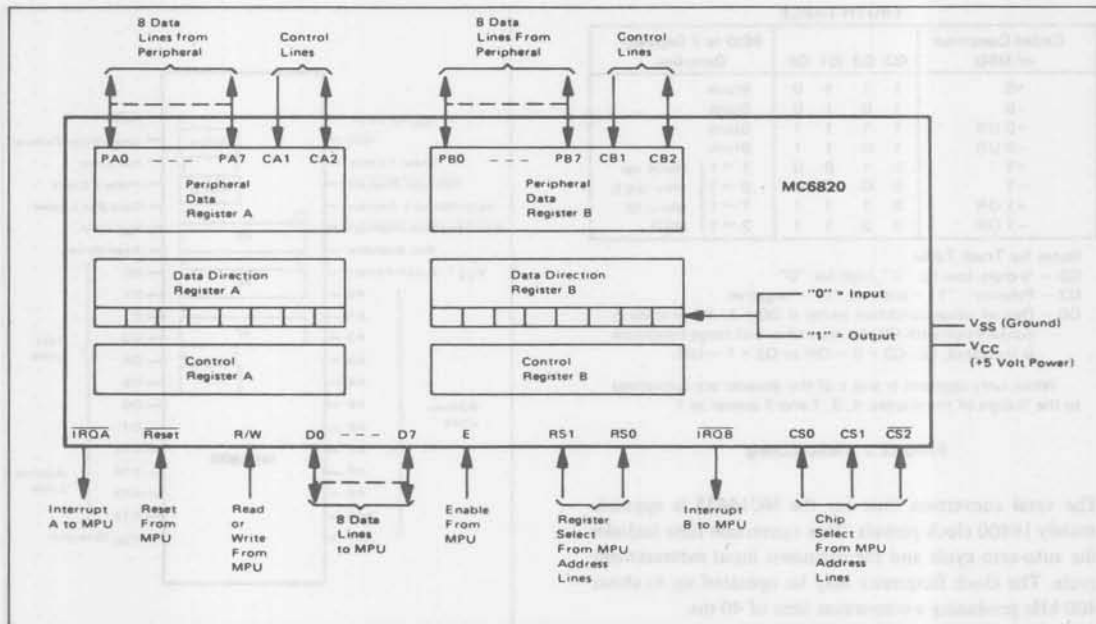 8 Data
Lines from
Peripheral
Control
Lines
8 Data
Lines From
Peripheral
Control
Lines
PA0 ---- PA7 CA1 CA2
PB0 ---- PB7 CB1 CB2
Peripheral
Data
Register A
Peripheral
Data
Register B
MC6820
Data Direction
Register A
Data Direction
Register B
"0" = Input
"1" = Output
VSS (Ground)
VCC
(+5 Volt Power)
Control
Register A
Control
Register B
IRQA Reset R/W D0 ---- D7 E RS1 RS0 IRQB CS0 CS1 CS2
Interrupt
A to MPU
Reset
From
MPU
Read
or
Write
From
MPU
8 Data
Lines
to MPU
Enable
From
MPU
Register
Select
From MPU
Address
Lines
Interrupt
B to MPU
Chip
Select
From MPU
Address
Lines